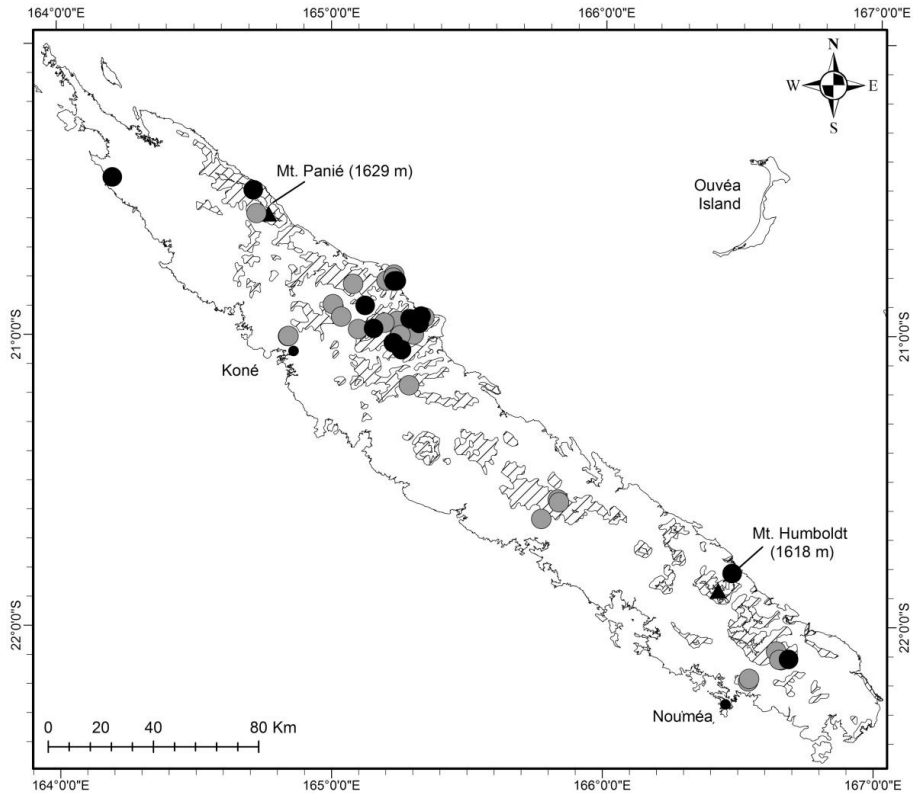 164°0'0"E 165°0'0"E 166°0'0"E 167°0'0"E
N
W E
S
Mt. Panié (1629 m)
Ouvéa
Island
21°0'0"S 21°0'0"S
Koné
Mt. Humboldt
(1618 m)
22°0'0"S 22°0'0"S
Nouméa
0 20 40 80 Km
164°0'0"E 165°0'0"E 166°0'0"E 167°0'0"E